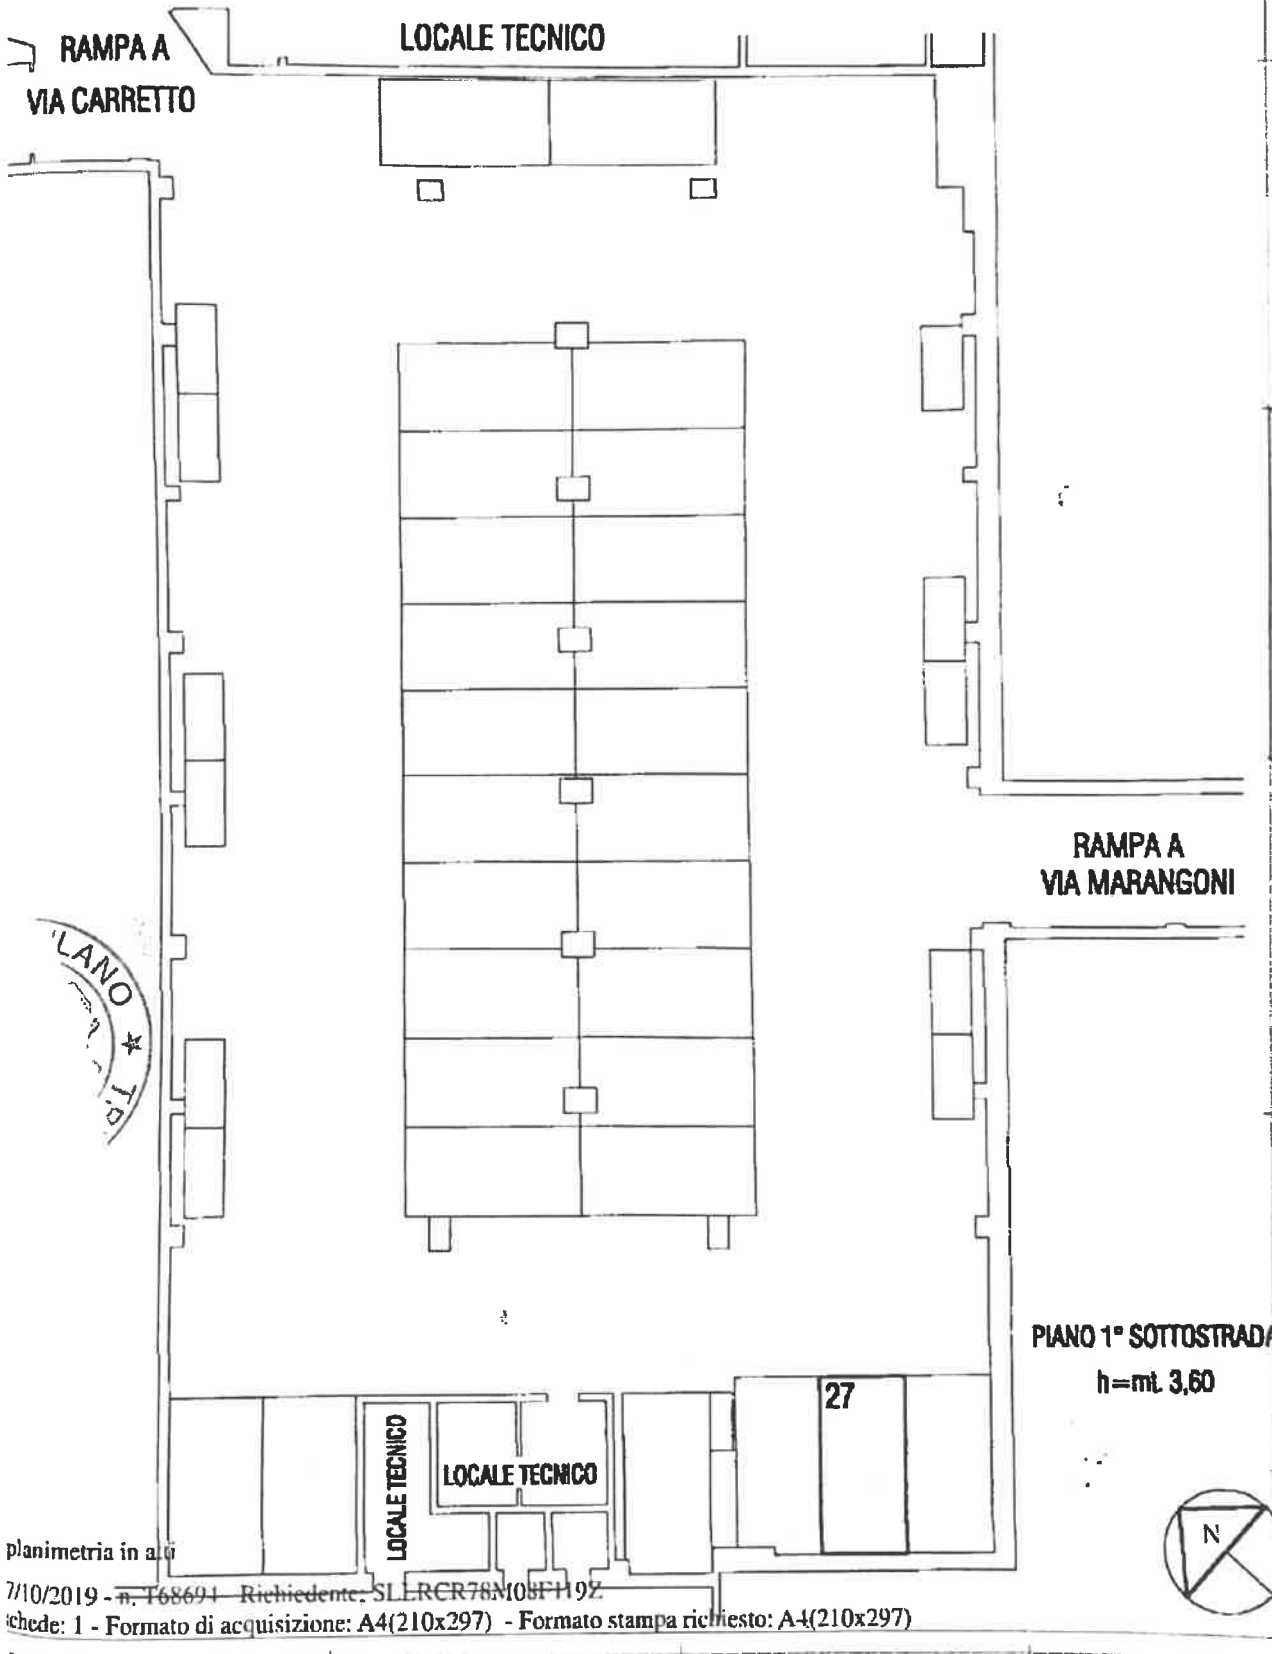 RAMPA A
VIA CARRETTO
LOCALE TECNICO
RAMPA A
VIA MARANGONI
LANO ★ T.
PIANO 1° SOTTOSTRADA
h=mt. 3,60
27
LOCALE TECNICO
LOCALE TECNICO
N
planimetria in atti
7/10/2019 - n. T68694 - Richiedente: SLLRCR78M08F119Z
chede: 1 - Formato di acquisizione: A4(210x297) - Formato stampa richiesto: A4(210x297)